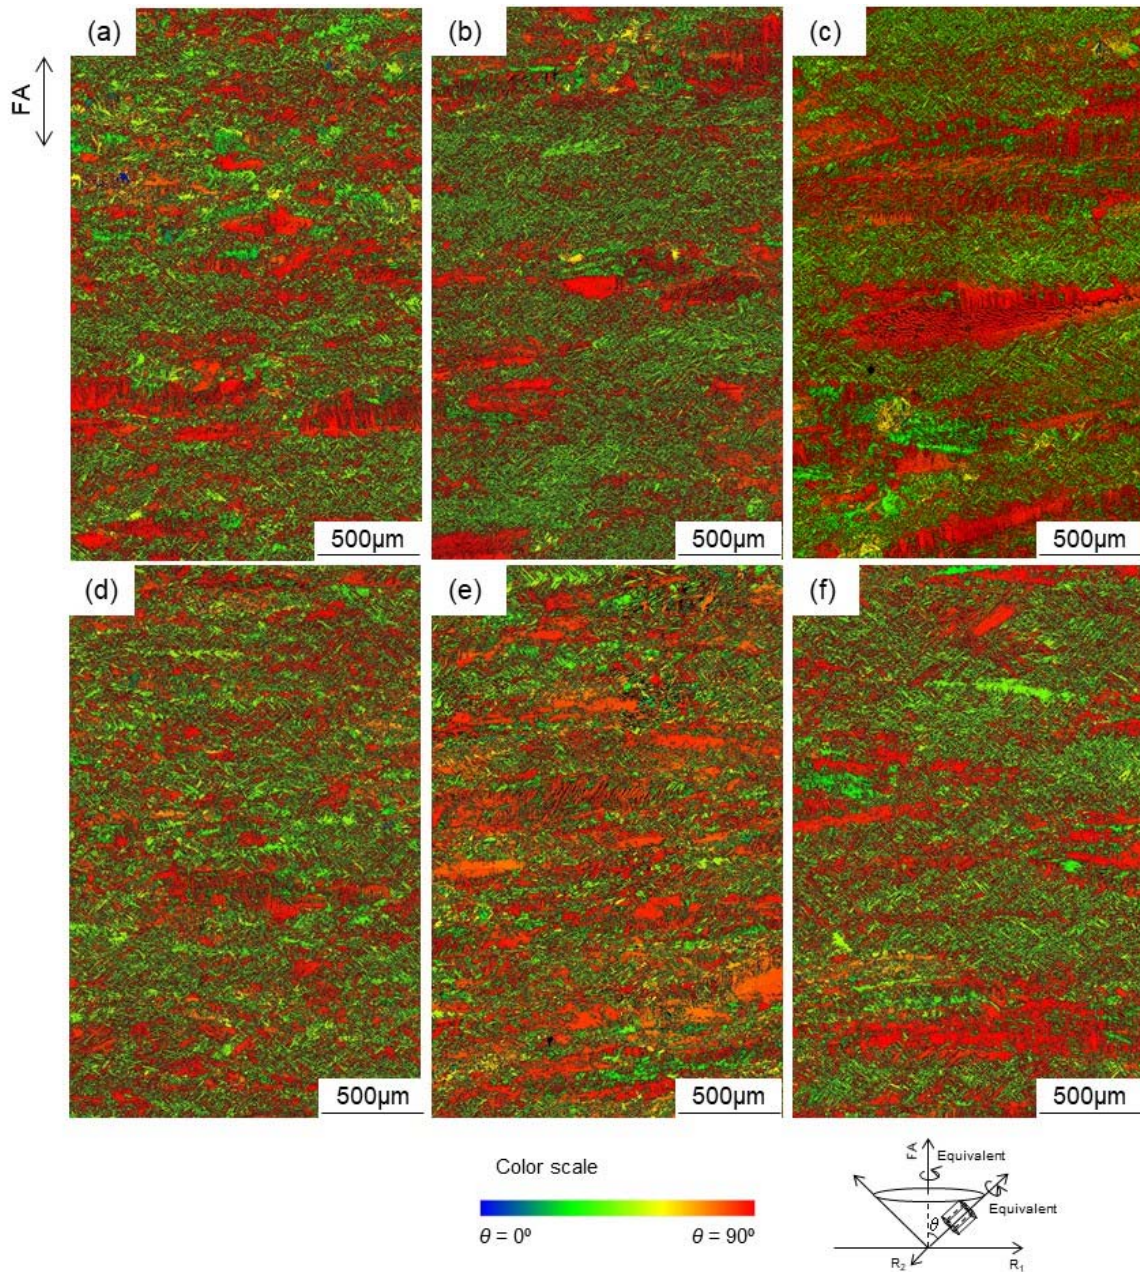 (a)
(b)
(c)
FA
500µm
500µm
500µm
(d)
(e)
(f)
500µm
500µm
500µm
Color scale
θ = 0º
θ = 90º
FA
Equivalent
Equivalent
θ
R2
R1